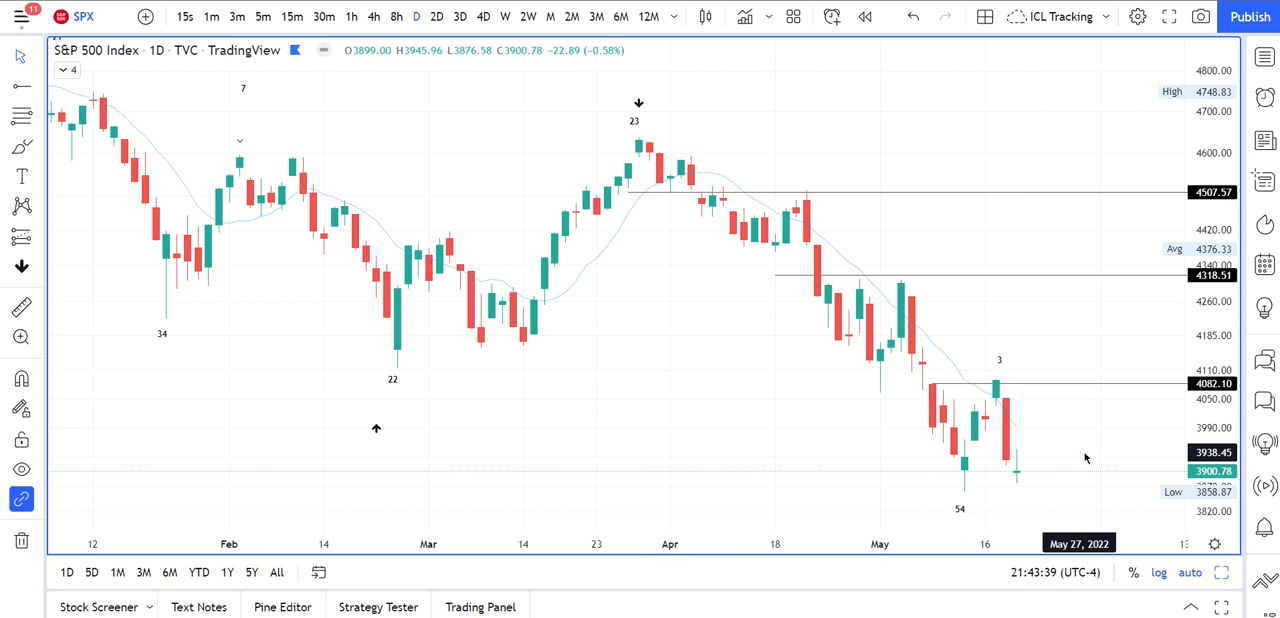 11
SPX
15s 1m 3m 5m 15m 30m 1h 4h 8h D 2D 3D 4D W 2W M 2M 3M 6M 12M
ICL Tracking
Publish
S&P 500 Index · 1D · TVC · TradingView
O3899.00 H3945.96 L3876.58 C3900.78 −22.89 (−0.58%)
4
4800.00
7
High 4748.83
4700.00
23
4600.00
4507.57
4420.00
Avg 4376.33
4340.00
4318.51
4260.00
34
4185.00
3
4110.00
22
4082.10
4050.00
3990.00
3938.45
3900.78
Low 3858.87
54
3820.00
12 Feb 14 Mar 14 23 Apr 18 May 16 May 27, 2022
1D 5D 1M 3M 6M YTD 1Y 5Y All
21:43:39 (UTC-4) % log auto
Stock Screener Text Notes Pine Editor Strategy Tester Trading Panel